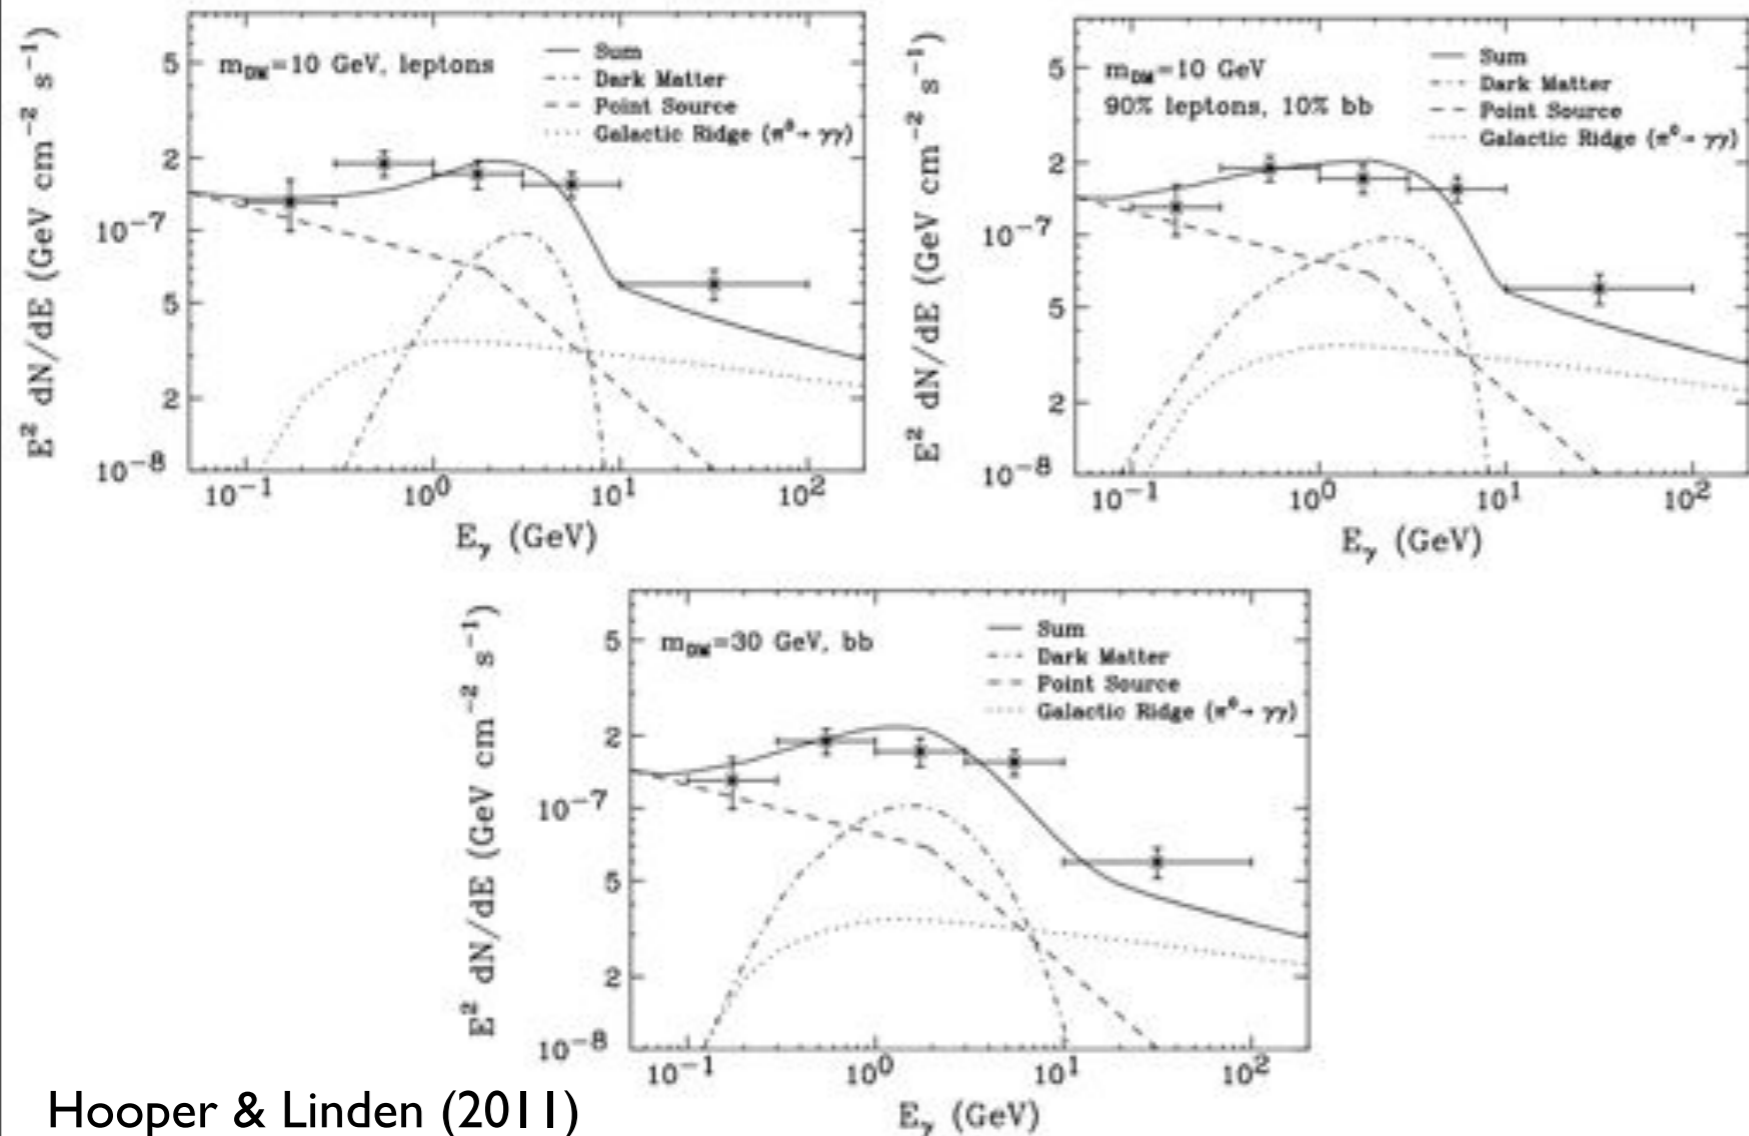 m_DM=10 GeV, leptons
Sum
Dark Matter
Point Source
Galactic Ridge (π⁰→ γγ)
E² dN/dE (GeV cm⁻² s⁻¹)
5
2
10⁻⁷
5
2
10⁻⁸
10⁻¹ 10⁰ 10¹ 10²
E_γ (GeV)
m_DM=10 GeV
90% leptons, 10% bb
Sum
Dark Matter
Point Source
Galactic Ridge (π⁰→ γγ)
E² dN/dE (GeV cm⁻² s⁻¹)
5
2
10⁻⁷
5
2
10⁻⁸
10⁻¹ 10⁰ 10¹ 10²
E_γ (GeV)
m_DM=30 GeV, bb
Sum
Dark Matter
Point Source
Galactic Ridge (π⁰→ γγ)
E² dN/dE (GeV cm⁻² s⁻¹)
5
2
10⁻⁷
5
2
10⁻⁸
10⁻¹ 10⁰ 10¹ 10²
E_γ (GeV)
Hooper & Linden (2011)